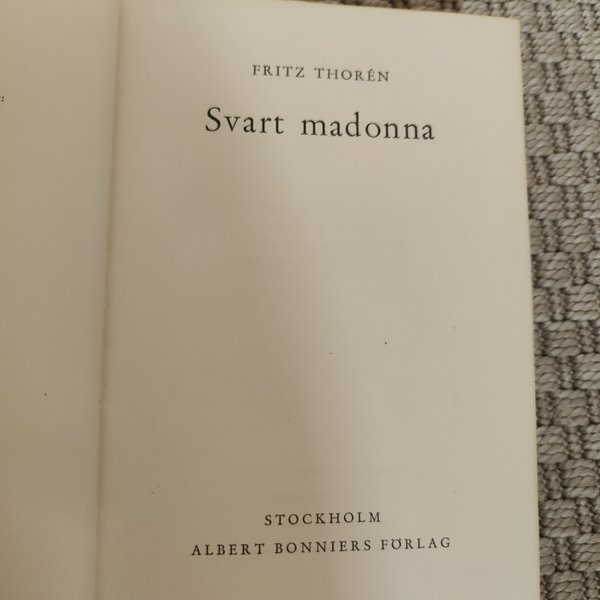 FRITZ THORÉN
Svart madonna
STOCKHOLM
ALBERT BONNIERS FÖRLAG